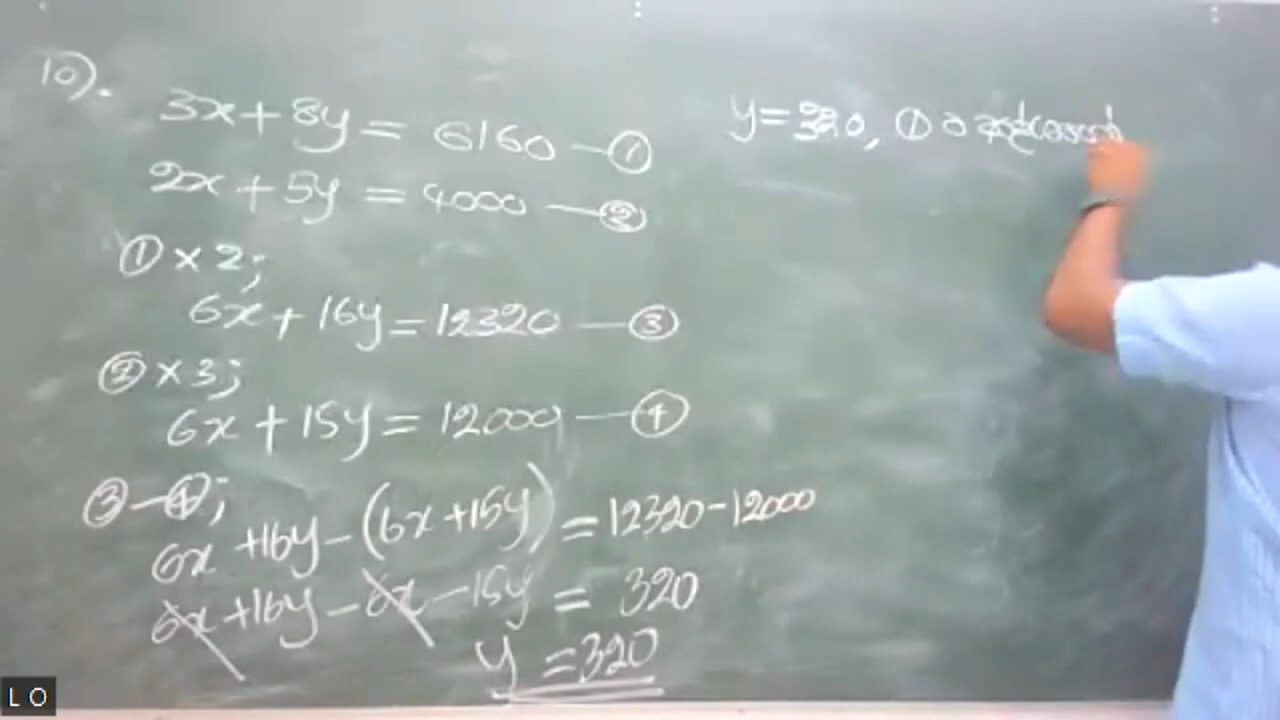 10).
3x + 8y = 6160 — ①
2x + 5y = 4000 — ②
① × 2;
6x + 16y = 12320 — ③
② × 3;
6x + 15y = 12000 — ④
③ - ④;
6x + 16y - (6x + 15y) = 12320 - 12000
6x + 16y - 6x - 15y = 320
y = 320
y = 320, ①
L O